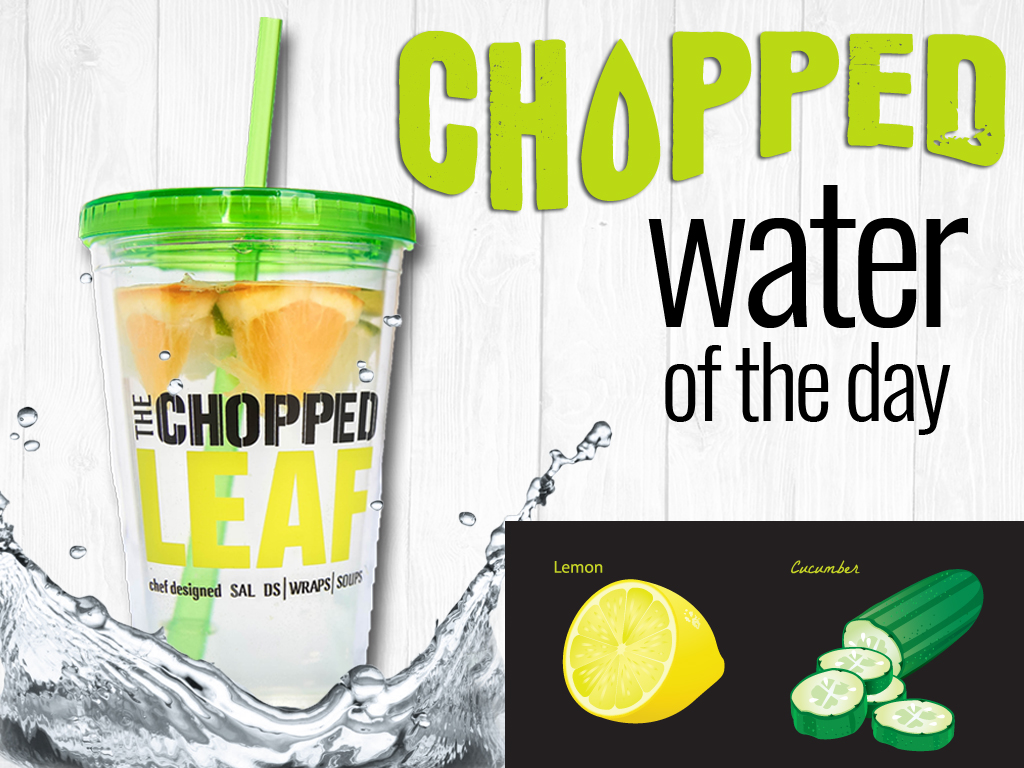 CHOPPED
water
of the day
THE CHOPPED
LEAF
chef designed SAL DS|WRAPS|SOUPS
Lemon
Cucumber